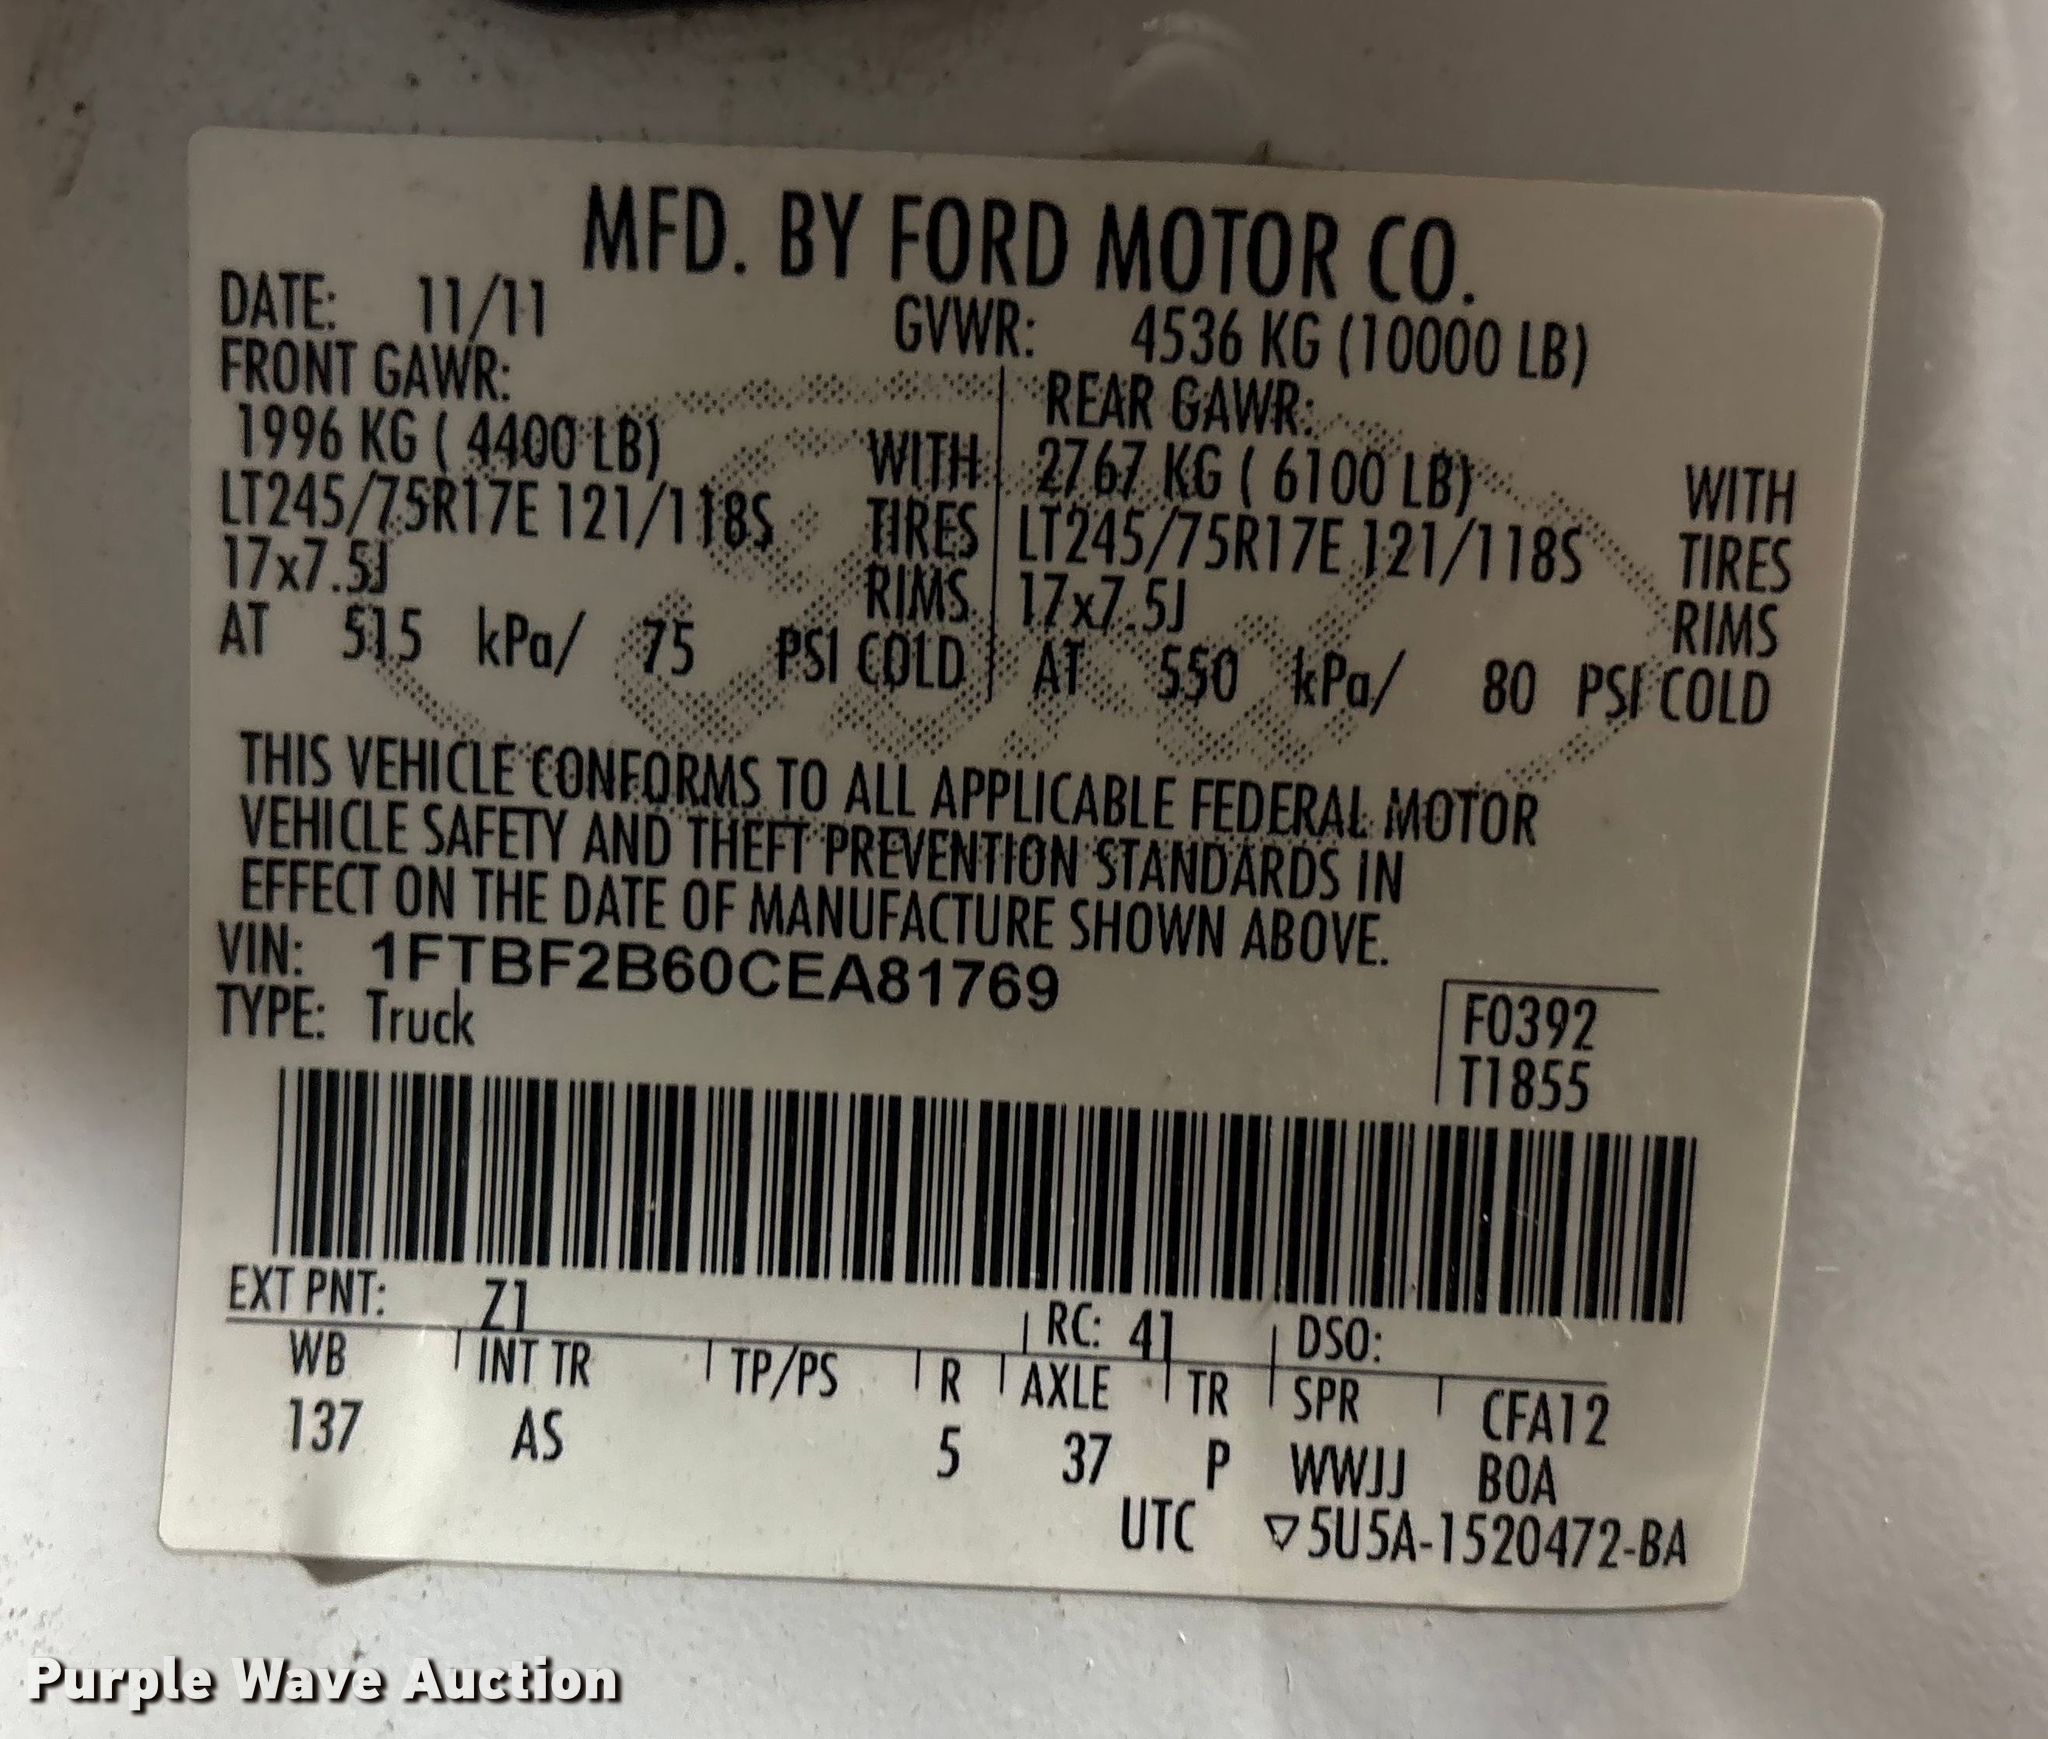 MFD. BY FORD MOTOR CO.
DATE: 11/11
GVWR: 4536 KG (10000 LB)
FRONT GAWR:
1996 KG ( 4400 LB) WITH
LT245/75R17E 121/118S TIRES
17x7.5J RIMS
AT 515 kPa/ 75 PSI COLD
REAR GAWR:
2767 KG ( 6100 LB) WITH
LT245/75R17E 121/118S TIRES
17x7.5J RIMS
AT 550 kPa/ 80 PSI COLD
THIS VEHICLE CONFORMS TO ALL APPLICABLE FEDERAL MOTOR
VEHICLE SAFETY AND THEFT PREVENTION STANDARDS IN
EFFECT ON THE DATE OF MANUFACTURE SHOWN ABOVE.
VIN: 1FTBF2B60CEA81769
TYPE: Truck
F0392
T1855
EXT PNT: Z1 RC: 41 DSO:
WB INT TR TP/PS R AXLE TR SPR CFA12
137 AS 5 37 P WWJJ BOA
UTC ▽5U5A-1520472-BA
Purple Wave Auction